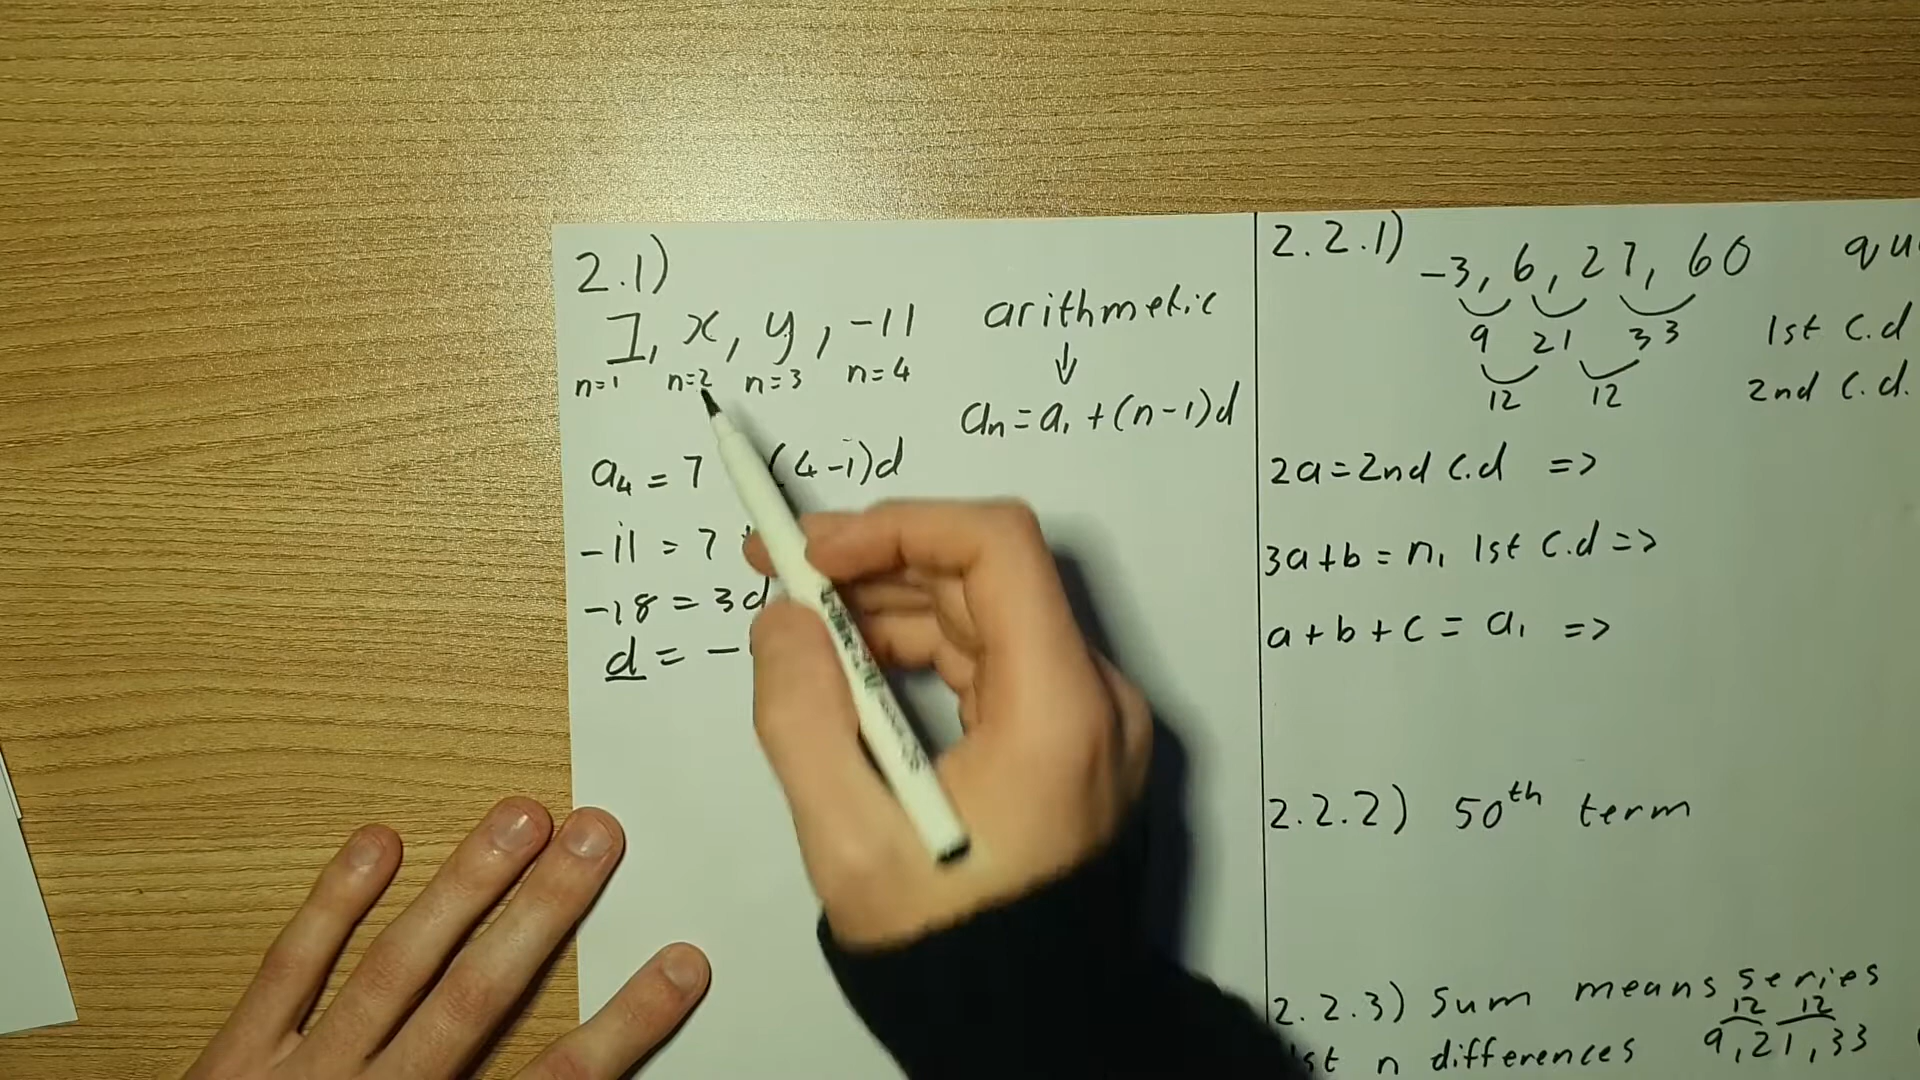 2.1)
7, x, y, -11
n=1 n=2 n=3 n=4
arithmetic
↓
an = a1 + (n-1)d
a4 = 7 (4-1)d
-11 = 7
-18 = 3d
d = -
2.2.1)
-3, 6, 27, 60
9 21 33 1st C.d
12 12 2nd C.d.
2a = 2nd C.d =>
3a+b = n1 1st C.d =>
a+b+c = a1 =>
2.2.2) 50th term
2.2.3) Sum means series
12 12
n differences 9,21,33